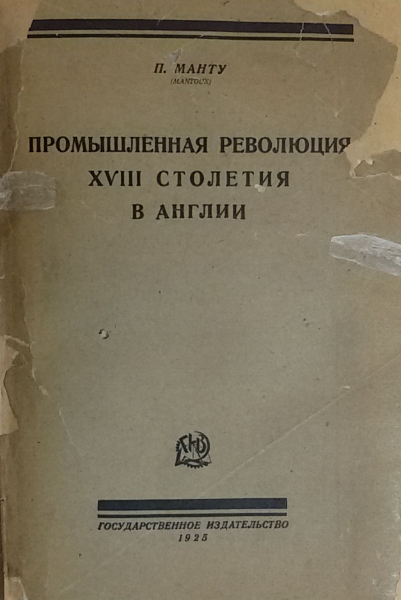 П. МАНТУ
(MANTOUX)
ПРОМЫШЛЕННАЯ РЕВОЛЮЦИЯ
XVIII СТОЛЕТИЯ
В АНГЛИИ
ГОСУДАРСТВЕННОЕ ИЗДАТЕЛЬСТВО
1925